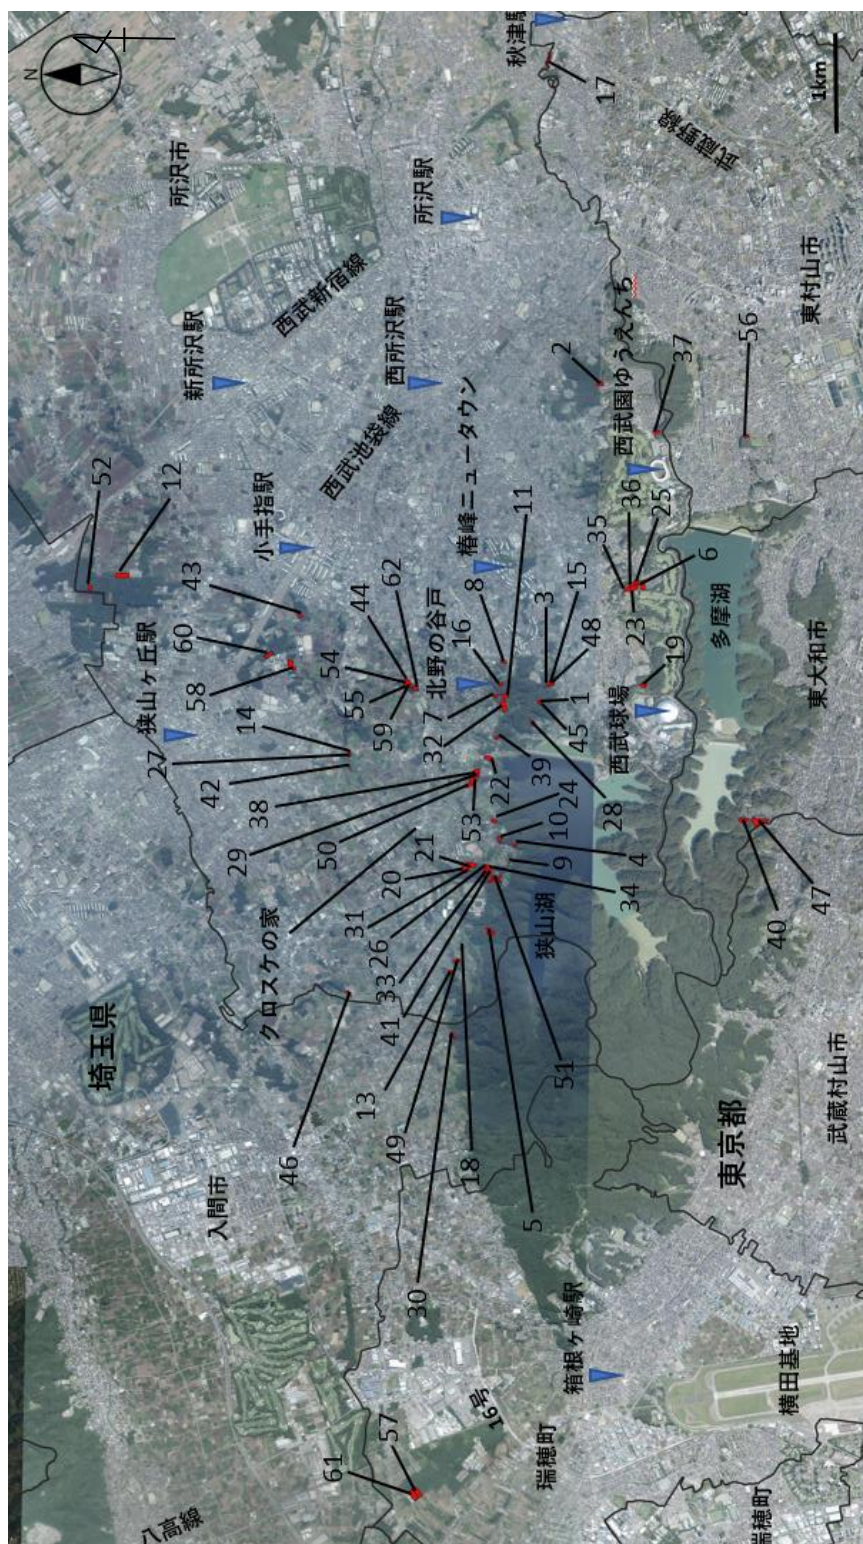 N
埼玉県
52
八高線
27
狭山ヶ丘駅
12
所沢市
入間市
42
58
60
43
新所沢駅
29
14
クロスケの家
38
小手指駅
46
50
西武新宿線
61
20
54
13
31
55
44
西武池袋線
57
49
26
33
21
59
62
西所沢駅
30
41
32
7
北野の谷戸
所沢駅
16号
18
53
16
8
椿峰ニュータウン
瑞穂町
5
狭山湖
22
39
11
秋津駅
箱根ヶ崎駅
51
9
10
24
3
15
2
34
28
45
1
48
35
17
4
西武球場
23
36
西武園ゆうえんち
東京都
19
25
37
武蔵野線
6
多摩湖
瑞穂町
横田基地
40
56
武蔵村山市
47
東大和市
東村山市
1km